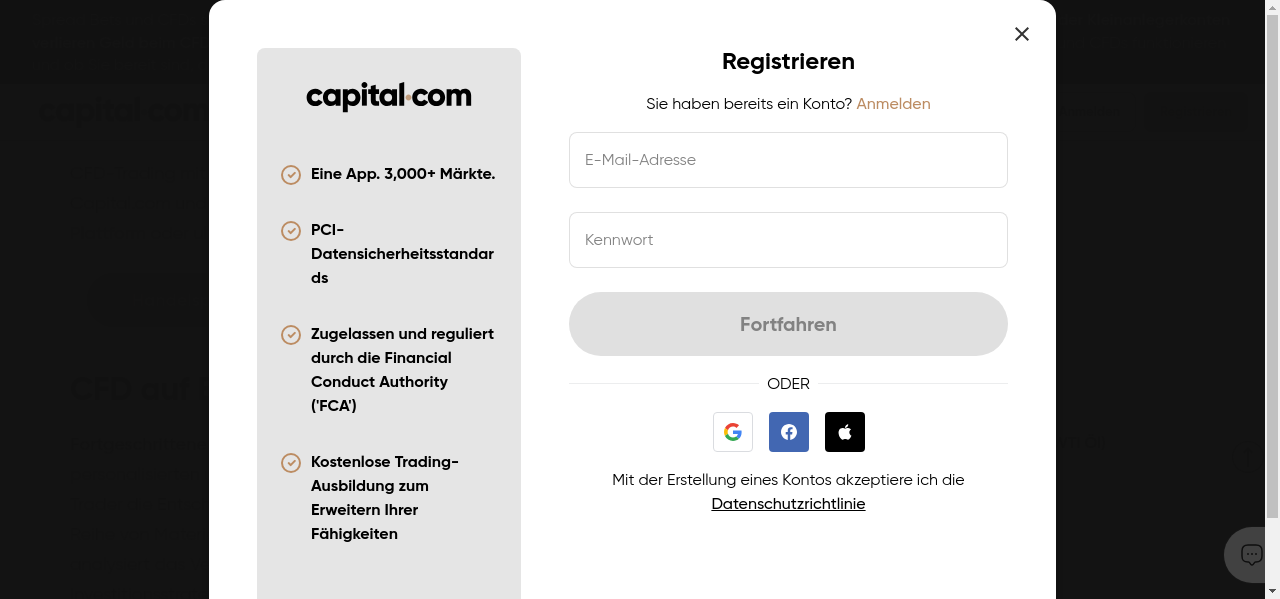 capital.com
Eine App. 3,000+ Märkte.
PCI-
Datensicherheitsstandar
ds
Zugelassen und reguliert
durch die Financial
Conduct Authority
('FCA')
Kostenlose Trading-
Ausbildung zum
Erweitern Ihrer
Fähigkeiten
Registrieren
Sie haben bereits ein Konto? Anmelden
E-Mail-Adresse
Kennwort
Fortfahren
ODER
Mit der Erstellung eines Kontos akzeptiere ich die
Datenschutzrichtlinie